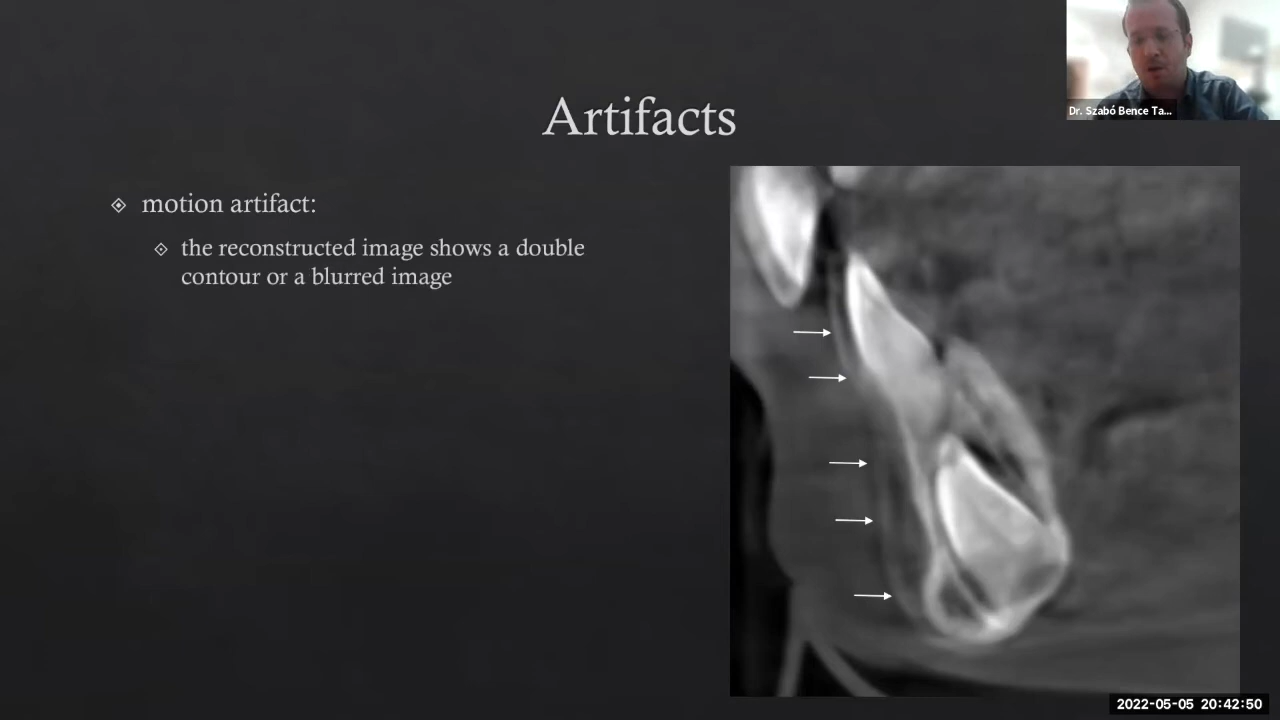 Dr. Szabó Bence Ta...
Artifacts
motion artifact:
the reconstructed image shows a double
contour or a blurred image
2022-05-05 20:42:50